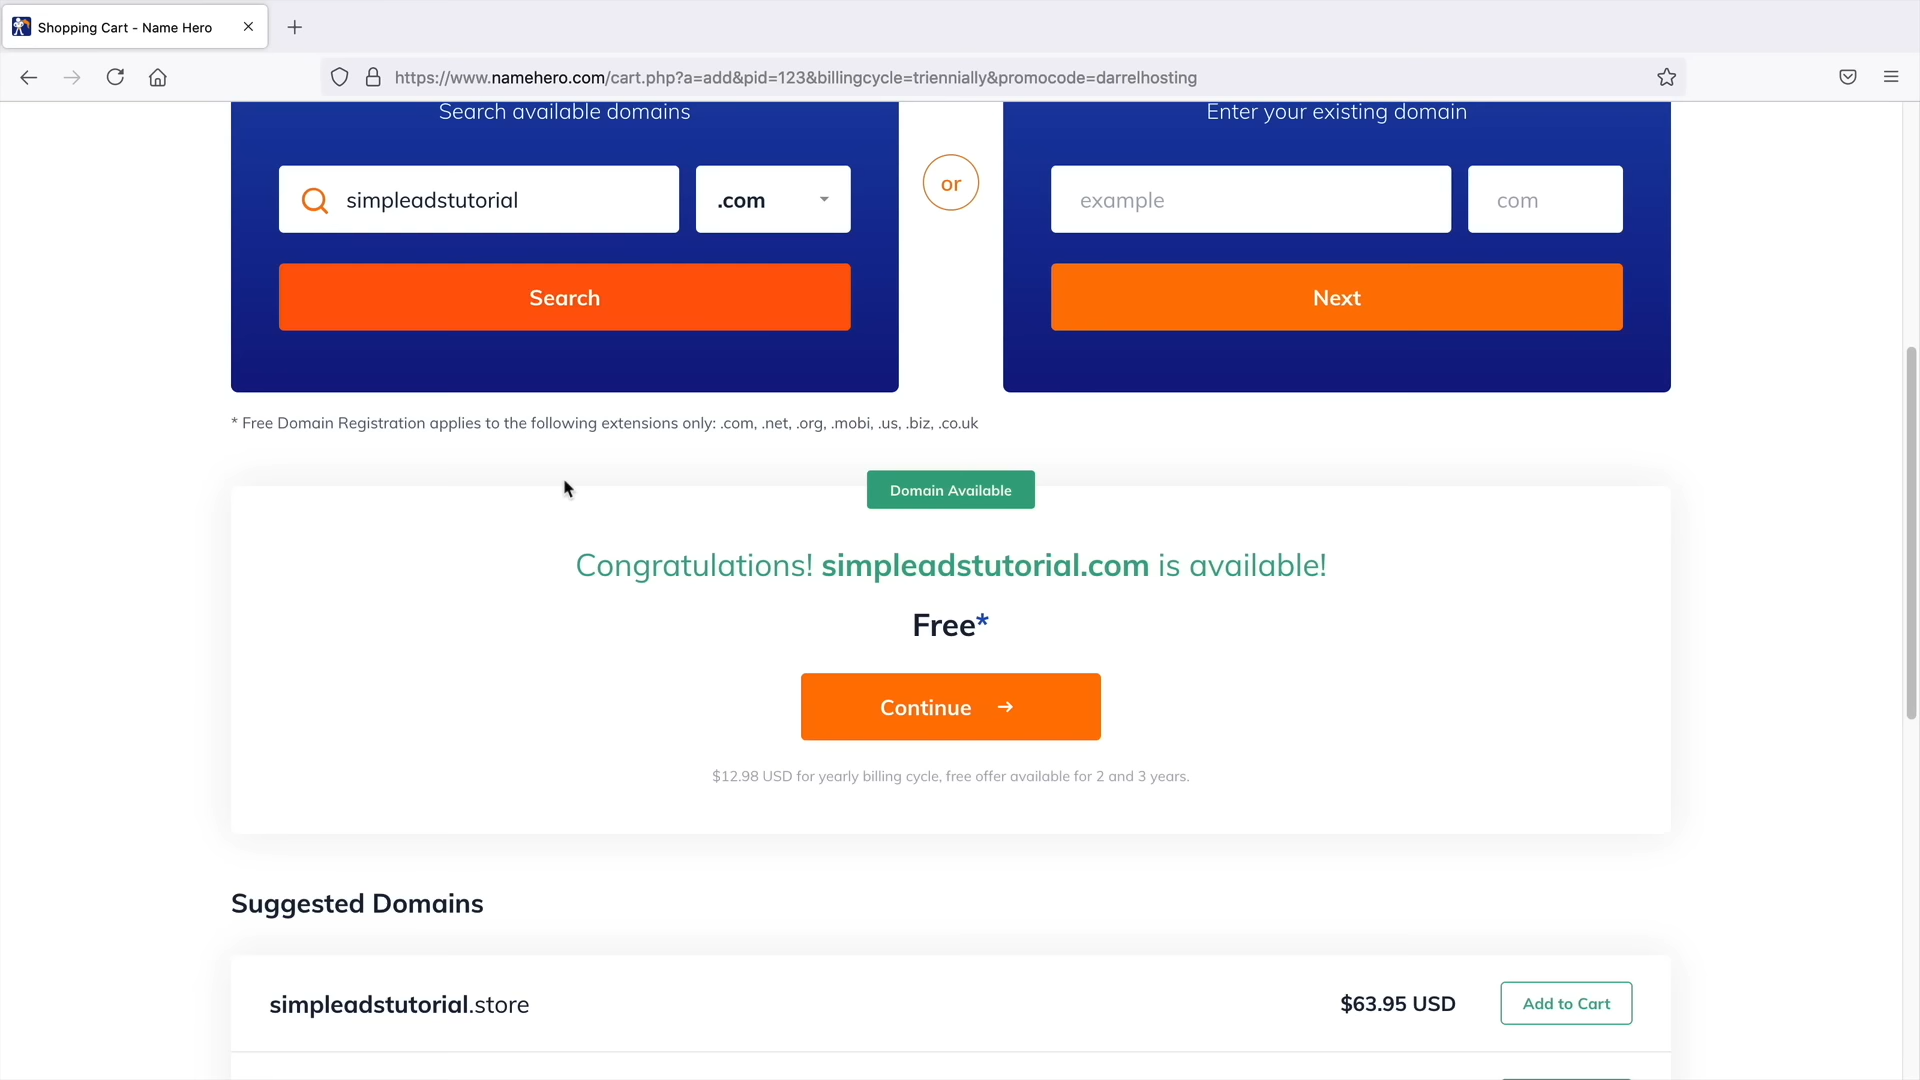 Shopping Cart - Name Hero
https://www.namehero.com/cart.php?a=add&pid=123&billingcycle=triennially&promocode=darrelhosting
Search available domains
Enter your existing domain
simpleadstutorial
.com
or
example
com
Search
Next
* Free Domain Registration applies to the following extensions only: .com, .net, .org, .mobi, .us, .biz, .co.uk
Domain Available
Congratulations! simpleadstutorial.com is available!
Free*
Continue →
$12.98 USD for yearly billing cycle, free offer available for 2 and 3 years.
Suggested Domains
simpleadstutorial.store
$63.95 USD
Add to Cart